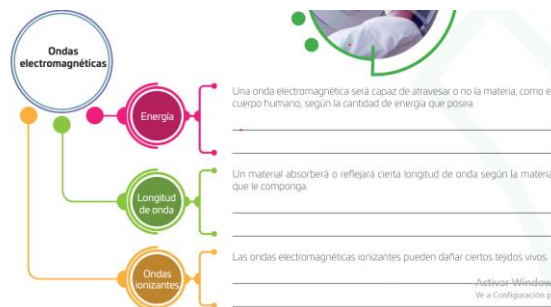 Ondas
electromagnéticas
Una onda electromagnética será capaz de atravesar o no la materia, como e
cuerpo humano, según la cantidad de energía que posea.
Energía
Un material absorberá o reflejará cierta longitud de onda según la materia
que le componga.
Longitud
de onda
Las ondas electromagnéticas ionizantes pueden dañar ciertos tejidos vivos.
Ondas
ionizantes
Activar Window
Ve a Configuración p